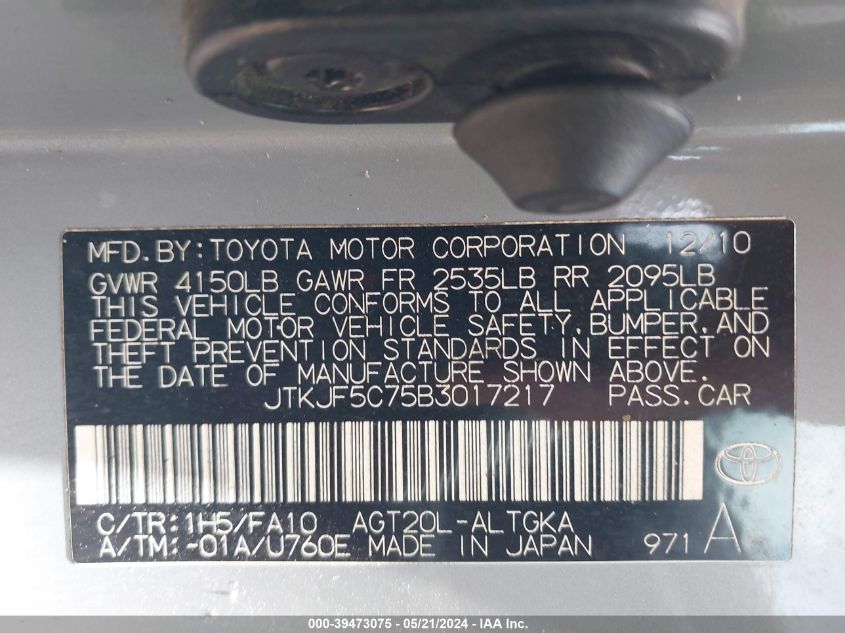 MFD.BY:TOYOTA MOTOR CORPORATION 12/10
GVWR 4150LB GAWR FR 2535LB RR 2095LB
THIS VEHICLE CONFORMS TO ALL APPLICABLE
FEDERAL MOTOR VEHICLE SAFETY,BUMPER,AND
THEFT PREVENTION STANDARDS IN EFFECT ON
THE DATE OF MANUFACTURE SHOWN ABOVE.
JTKJF5C75B3017217 PASS.CAR
C/TR:1H5/FA10 AGT20L-ALTGKA
A/TM:-01A/U760E MADE IN JAPAN 971 A
000-39473075 - 05/21/2024 - IAA Inc.